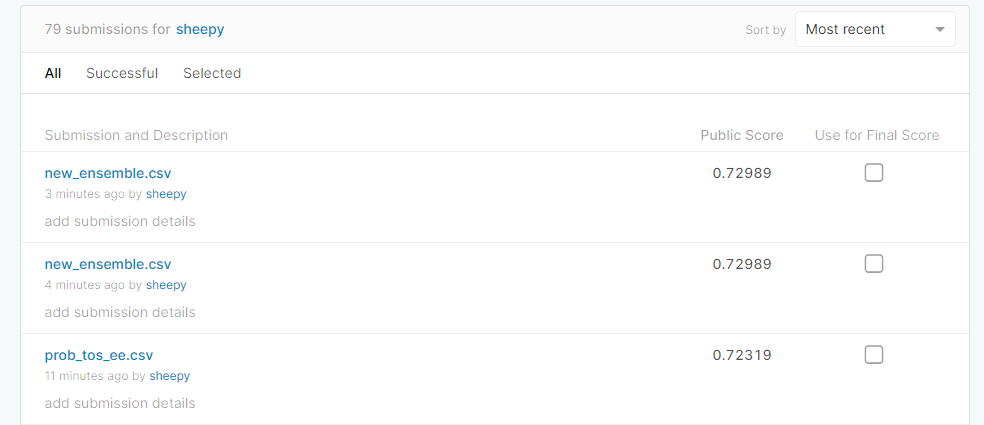 79 submissions for sheepy Sort by Most recent
All Successful Selected
Submission and Description Public Score Use for Final Score
new_ensemble.csv 0.72989
3 minutes ago by sheepy
add submission details
new_ensemble.csv 0.72989
4 minutes ago by sheepy
add submission details
prob_tos_ee.csv 0.72319
11 minutes ago by sheepy
add submission details